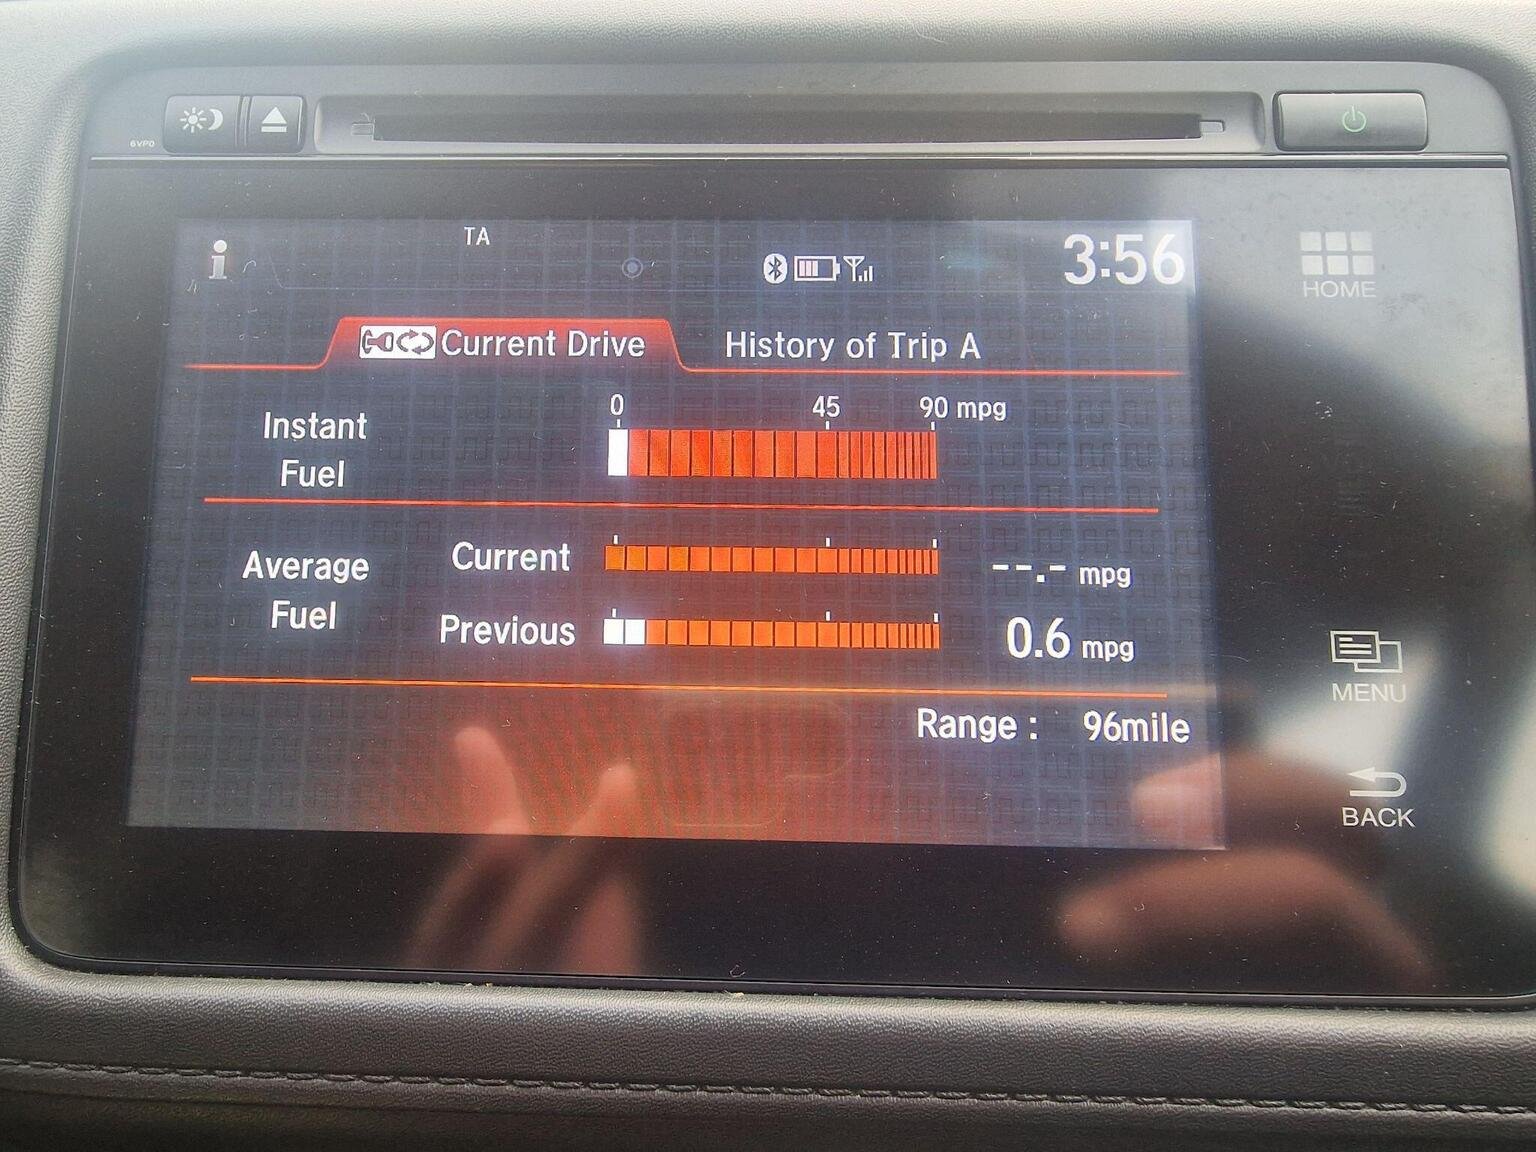 6VP0
TA
3:56
HOME
Current Drive
History of Trip A
0 45 90 mpg
Instant
Fuel
Average
Fuel
Current --.- mpg
Previous 0.6 mpg
Range : 96mile
MENU
BACK